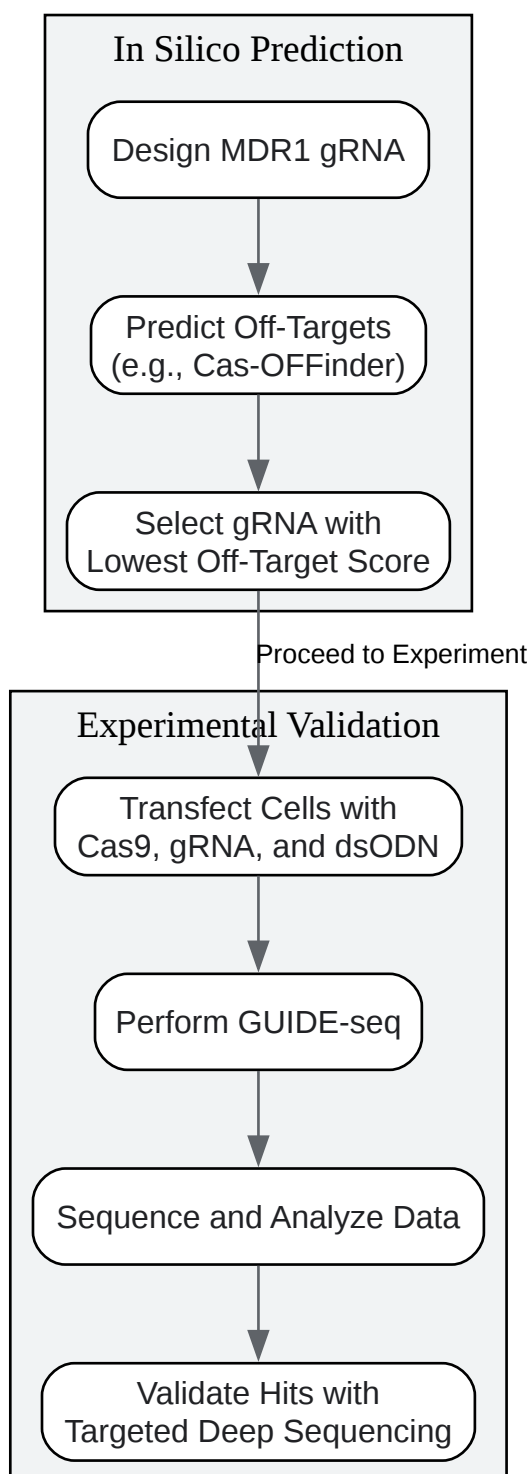 In Silico Prediction
Design MDR1 gRNA
Predict Off-Targets
(e.g., Cas-OFFinder)
Select gRNA with
Lowest Off-Target Score
Proceed to Experiment
Experimental Validation
Transfect Cells with
Cas9, gRNA, and dsODN
Perform GUIDE-seq
Sequence and Analyze Data
Validate Hits with
Targeted Deep Sequencing